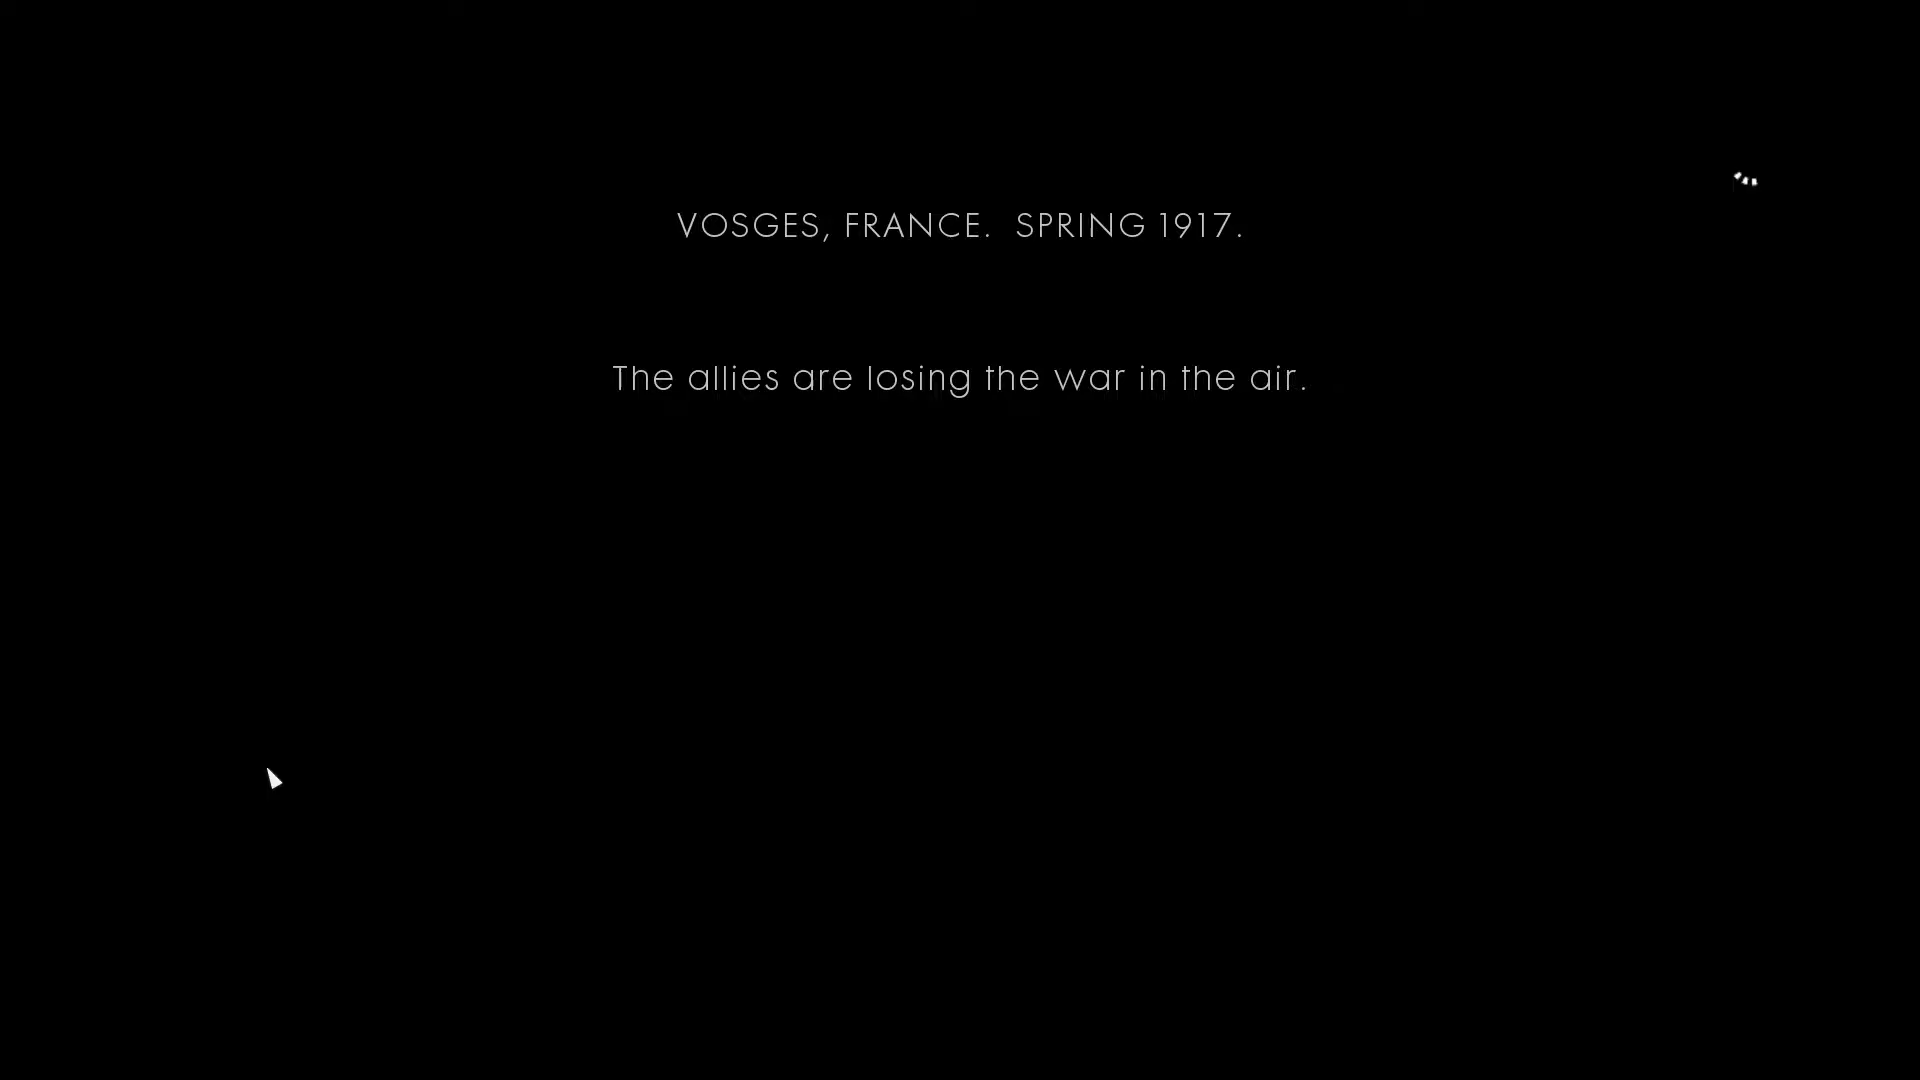 VOSGES, FRANCE.  SPRING 1917.
The allies are losing the war in the air.